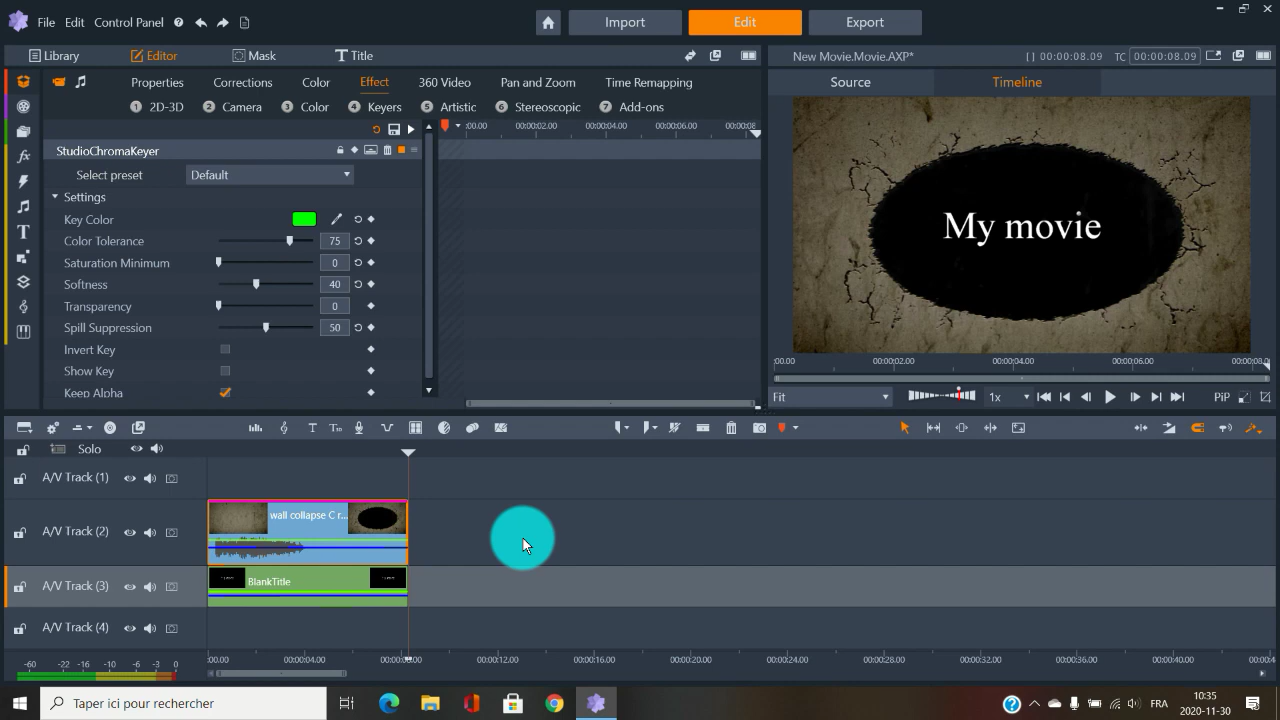 File Edit Control Panel ?
Import Edit Export
Library Editor Mask Title
New Movie.Movie.AXP* [] 00:00:08.09 TC 00:00:08.09
Properties Corrections Color Effect 360 Video Pan and Zoom Time Remapping
Source Timeline
1 2D-3D 2 Camera 3 Color 4 Keyers 5 Artistic 6 Stereoscopic 7 Add-ons
:00.00 00:00:02.00 00:00:04.00 00:00:06.00 00:00:08
StudioChromaKeyer
Select preset Default
Settings
Key Color
Color Tolerance 75
Saturation Minimum 0
Softness 40
Transparency 0
Spill Suppression 50
Invert Key
Show Key
Keep Alpha
My movie
:00.00 00:00:02.00 00:00:04.00 00:00:06.00 00:00:08.0
Fit 1x PiP
Solo
A/V Track (1)
A/V Track (2) wall collapse C r...
A/V Track (3) BlankTitle
A/V Track (4)
-60 -22 -16 -10 -6 -3 0
:00.00 00:00:04.00 00:00:08.00 00:00:12.00 00:00:16.00 00:00:20.00 00:00:24.00 00:00:28.00 00:00:32.00 00:00:36.00 00:00:40.00 00:00:4
Taper ici pour rechercher
FRA 10:35
2020-11-30